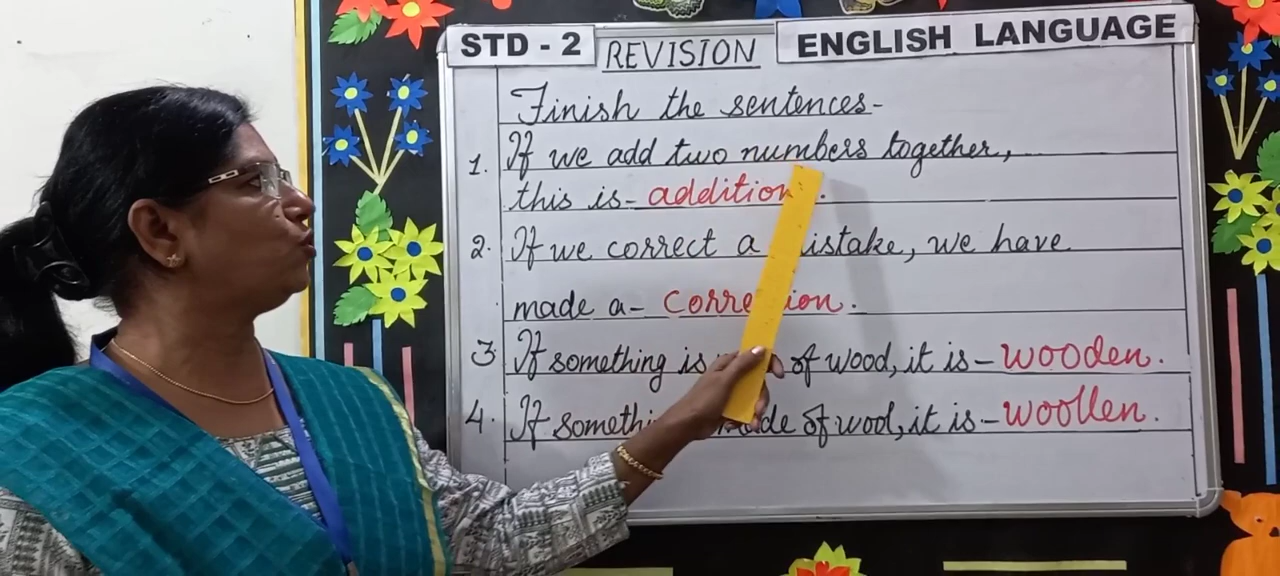 STD - 2 REVISION ENGLISH LANGUAGE
Finish the sentences-
1. If we add two numbers together,
this is- addition.
2. If we correct a istake, we have
made a- Corre ion.
3. If something is of wood, it is- wooden.
4. If somethi made of wool, it is- woollen.